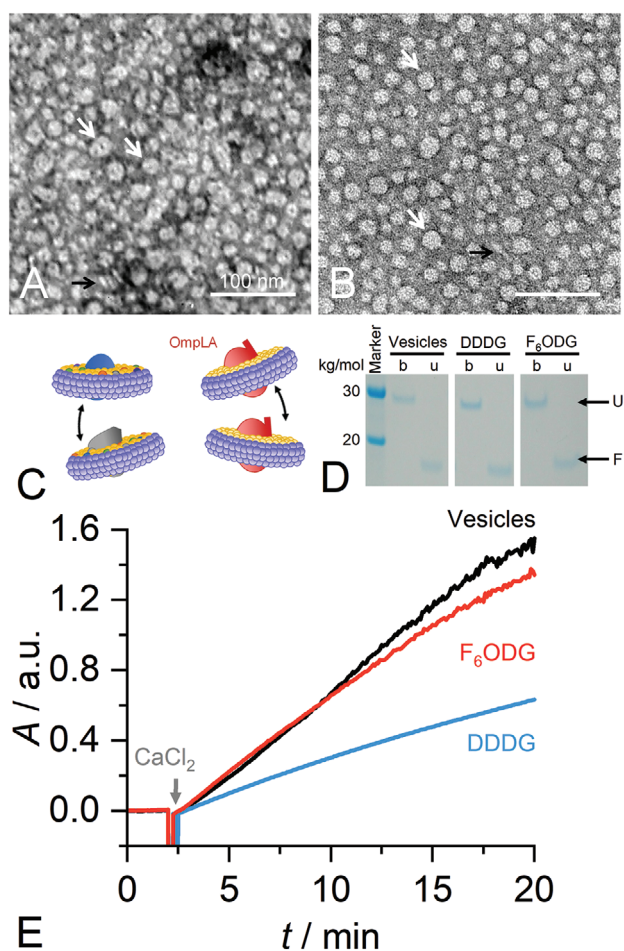 A
100 nm
B
C
OmpLA
D
kg/mol
Marker
Vesicles
DDDG
F₆ODG
b u b u b u
30
20
U
F
E
A / a.u.
1.6
1.2
0.8
0.4
0.0
CaCl₂
Vesicles
F₆ODG
DDDG
0 5 10 15 20
t / min